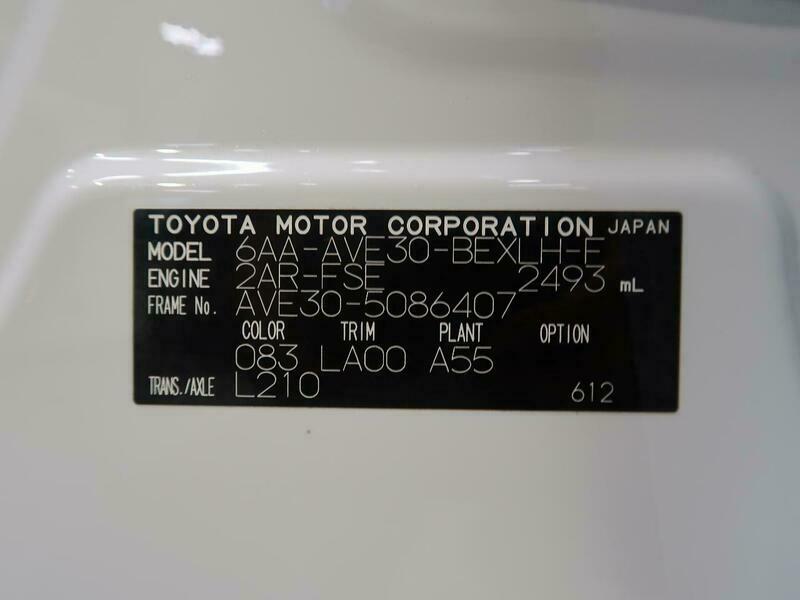 TOYOTA MOTOR CORPORATION JAPAN
MODEL 6AA-AVE30-BEXLH-F
ENGINE 2AR-FSE 2493 mL
FRAME No. AVE30-5086407
COLOR TRIM PLANT OPTION
083 LA00 A55
TRANS./AXLE L210 612